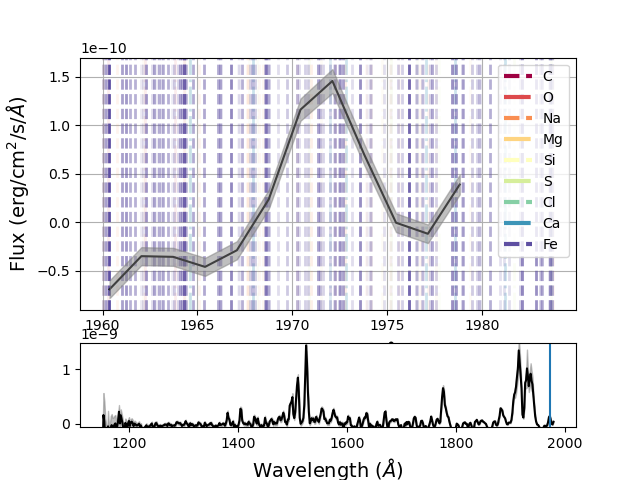 1e−10
1.5
1.0
0.5
0.0
−0.5
Flux (erg/cm²/s/Å)
C
O
Na
Mg
Si
S
Cl
Ca
Fe
1960 1965 1970 1975 1980
1e−9
1
0
1200 1400 1600 1800 2000
Wavelength (Å)